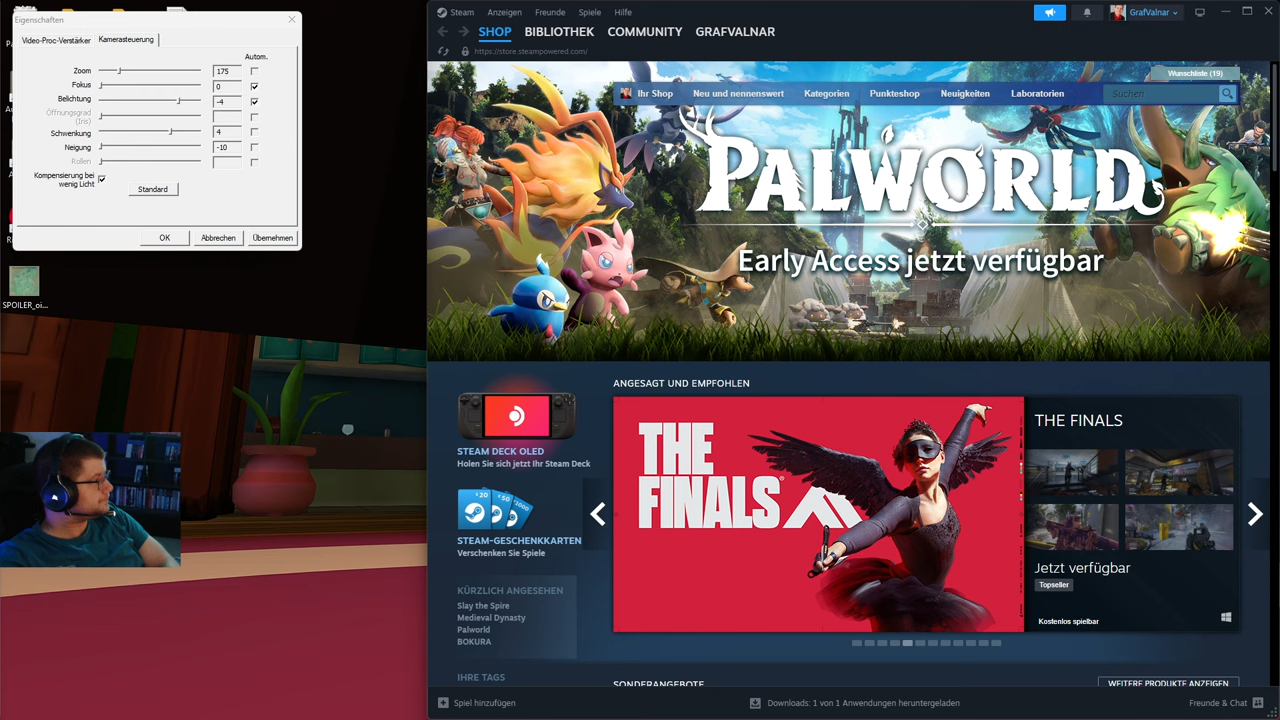 Eigenschaften
Video-Proc-Verstärker
Kamerasteuerung
Autom.
Zoom
175
Fokus
0
Belichtung
-4
Öffnungsgrad
(Iris)
Schwenkung
4
Neigung
-10
Rollen
Kompensierung bei
wenig Licht
Standard
OK
Abbrechen
Übernehmen
SPOILER_oi...
Steam
Anzeigen
Freunde
Spiele
Hilfe
GrafValnar
SHOP
BIBLIOTHEK
COMMUNITY
GRAFVALNAR
https://store.steampowered.com/
Wunschliste (19)
Ihr Shop
Neu und nennenswert
Kategorien
Punkteshop
Neuigkeiten
Laboratorien
Suchen
PALWORLD
Early Access jetzt verfügbar
STEAM DECK OLED
Holen Sie sich jetzt Ihr Steam Deck
STEAM-GESCHENKKARTEN
Verschenken Sie Spiele
KÜRZLICH ANGESEHEN
Slay the Spire
Medieval Dynasty
Palworld
BOKURA
IHRE TAGS
ANGESAGT UND EMPFOHLEN
THE
FINALS
THE FINALS
Jetzt verfügbar
Topseller
Kostenlos spielbar
SONDERANGEBOTE
WEITERE PRODUKTE ANZEIGEN
Spiel hinzufügen
Downloads: 1 von 1 Anwendungen heruntergeladen
Freunde & Chat